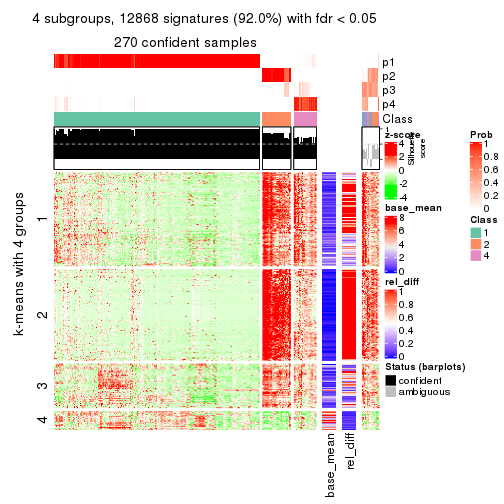 4 subgroups, 12868 signatures (92.0%) with fdr < 0.05
270 confident samples
p1
p2
p3
p4
Class
1
Silhouette
score
k-means with 4 groups
1
2
3
4
base_mean
rel_diff
z-score
4
2
0
-2
-4
base_mean
8
6
4
2
0
rel_diff
1
0.8
0.6
0.4
0.2
0
Status (barplots)
confident
ambiguous
Prob
1
0.8
0.6
0.4
0.2
0
Class
1
2
4